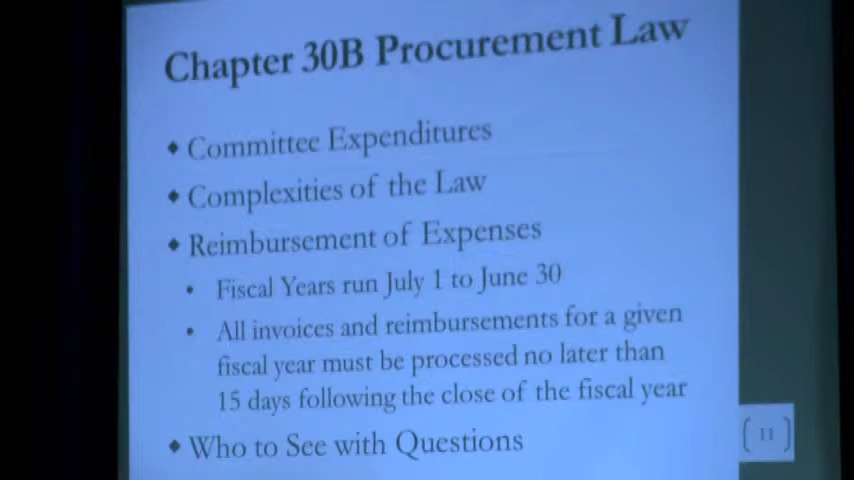 Chapter 30B Procurement Law
◆ Committee Expenditures
◆ Complexities of the Law
◆ Reimbursement of Expenses
• Fiscal Years run July 1 to June 30
• All invoices and reimbursements for a given
fiscal year must be processed no later than
15 days following the close of the fiscal year
◆ Who to See with Questions
[ 11 ]